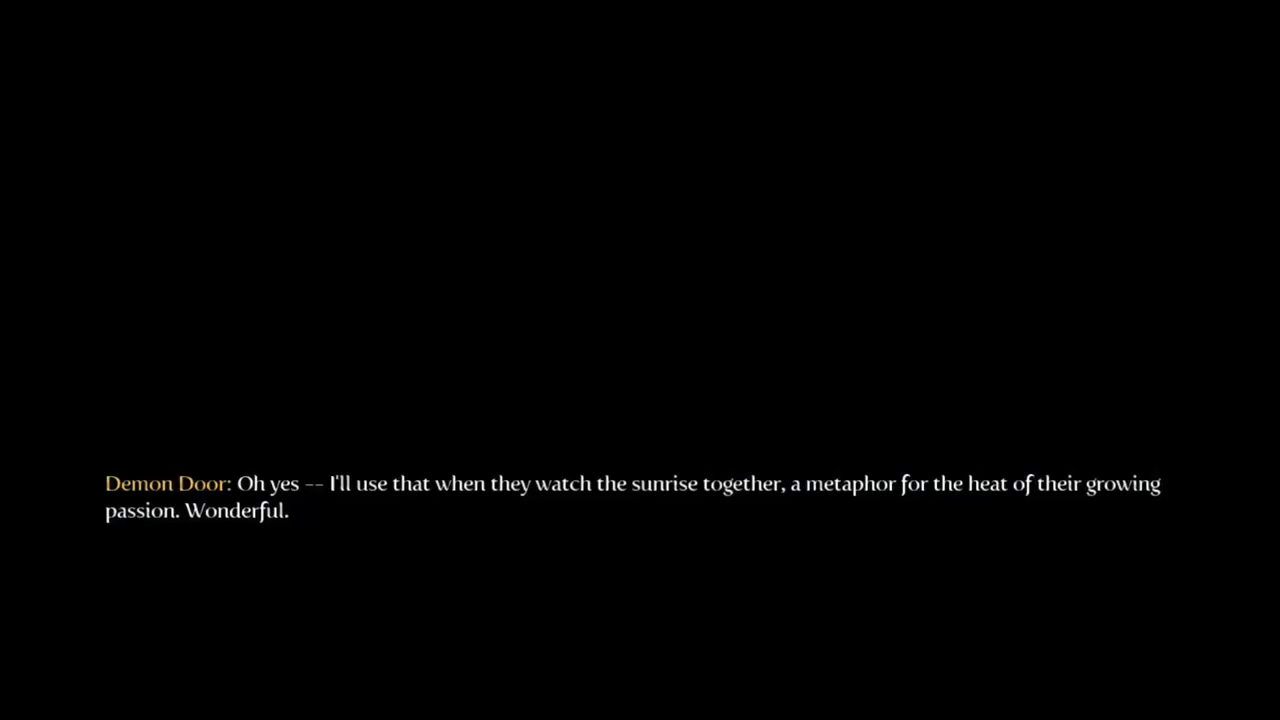 Demon Door: Oh yes -- I'll use that when they watch the sunrise together, a metaphor for the heat of their growing
passion. Wonderful.